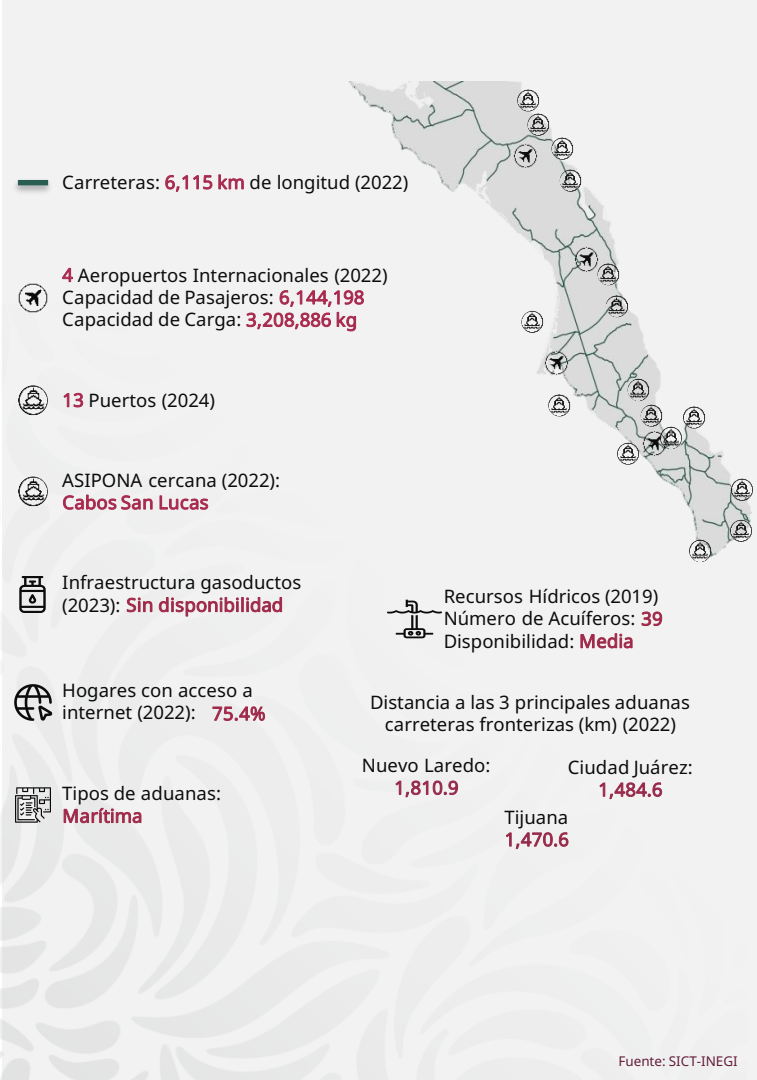 Carreteras: 6,115 km de longitud (2022)
4 Aeropuertos Internacionales (2022)
Capacidad de Pasajeros: 6,144,198
Capacidad de Carga: 3,208,886 kg
13 Puertos (2024)
ASIPONA cercana (2022):
Cabos San Lucas
Infraestructura gasoductos
(2023): Sin disponibilidad
Hogares con acceso a
internet (2022): 75.4%
Tipos de aduanas:
Marítima
Recursos Hídricos (2019)
Número de Acuíferos: 39
Disponibilidad: Media
Distancia a las 3 principales aduanas
carreteras fronterizas (km) (2022)
Nuevo Laredo:
1,810.9
Ciudad Juárez:
1,484.6
Tijuana
1,470.6
Fuente: SICT-INEGI